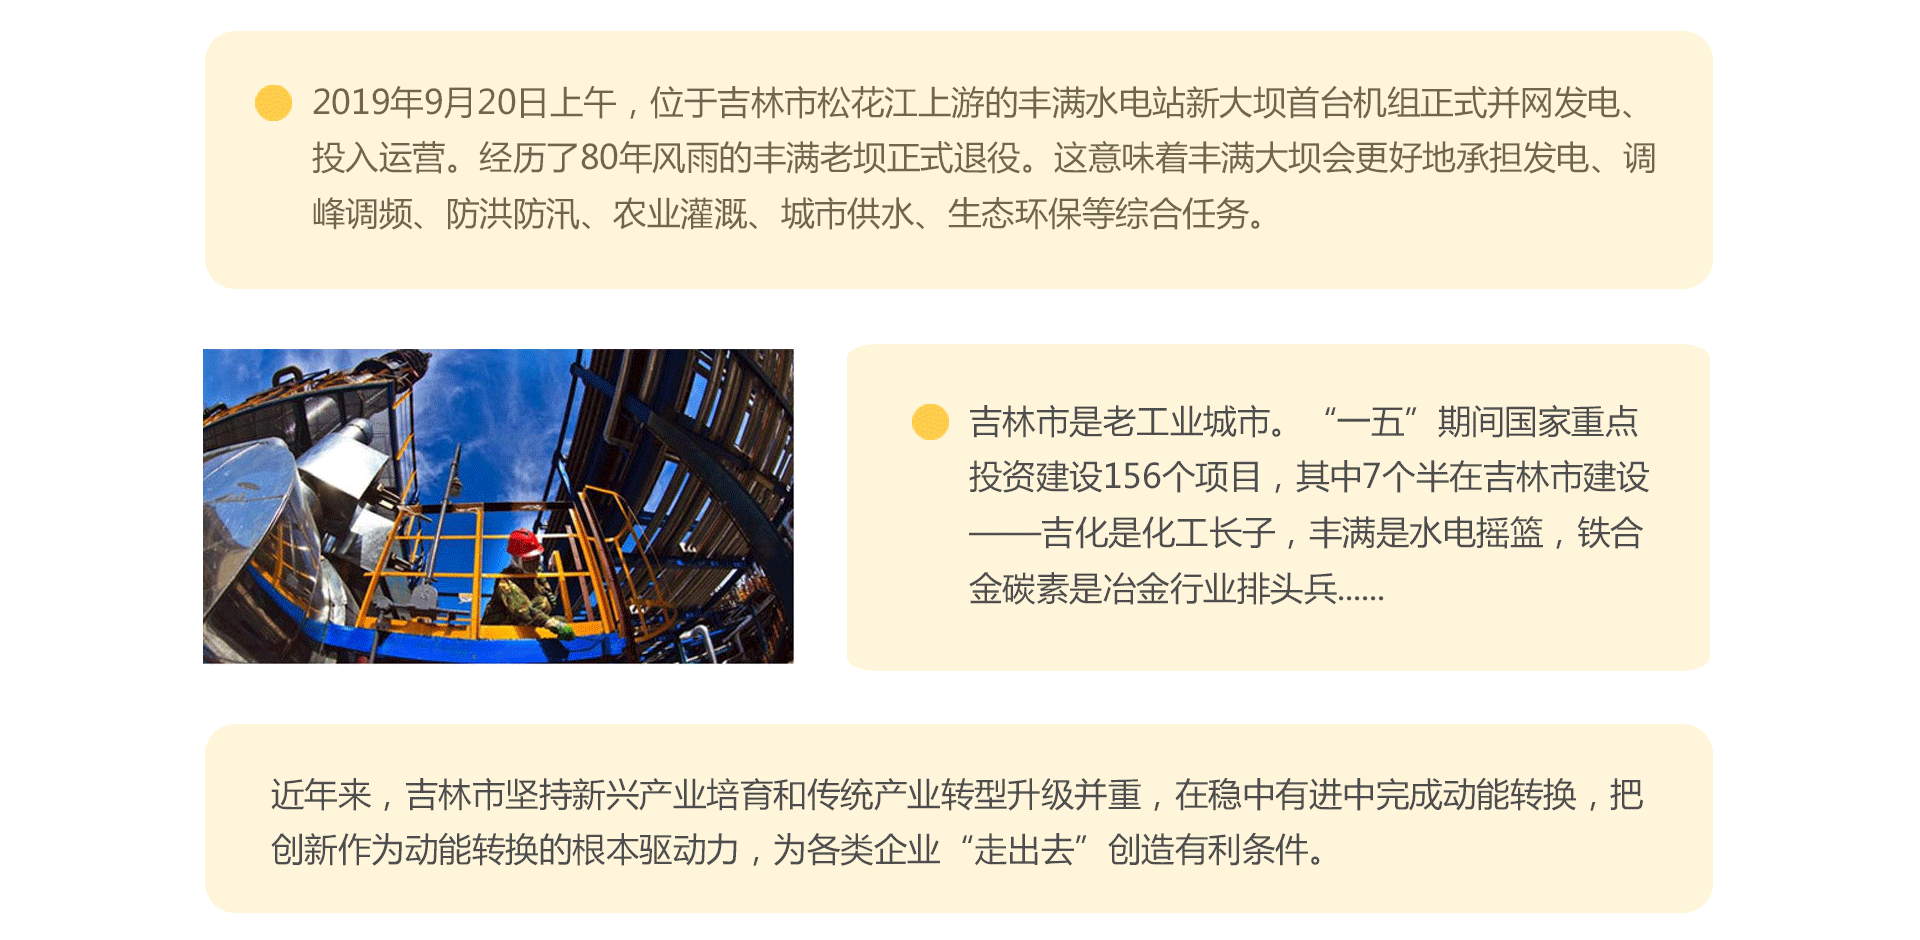 2019年9月20日上午，位于吉林市松花江上游的丰满水电站新大坝首台机组正式并网发电、
投入运营。经历了80年风雨的丰满老坝正式退役。这意味着丰满大坝会更好地承担发电、调
峰调频、防洪防汛、农业灌溉、城市供水、生态环保等综合任务。
吉林市是老工业城市。“一五”期间国家重点
投资建设156个项目，其中7个半在吉林市建设
——吉化是化工长子，丰满是水电摇篮，铁合
金碳素是冶金行业排头兵......
近年来，吉林市坚持新兴产业培育和传统产业转型升级并重，在稳中有进中完成动能转换，把
创新作为动能转换的根本驱动力，为各类企业“走出去”创造有利条件。